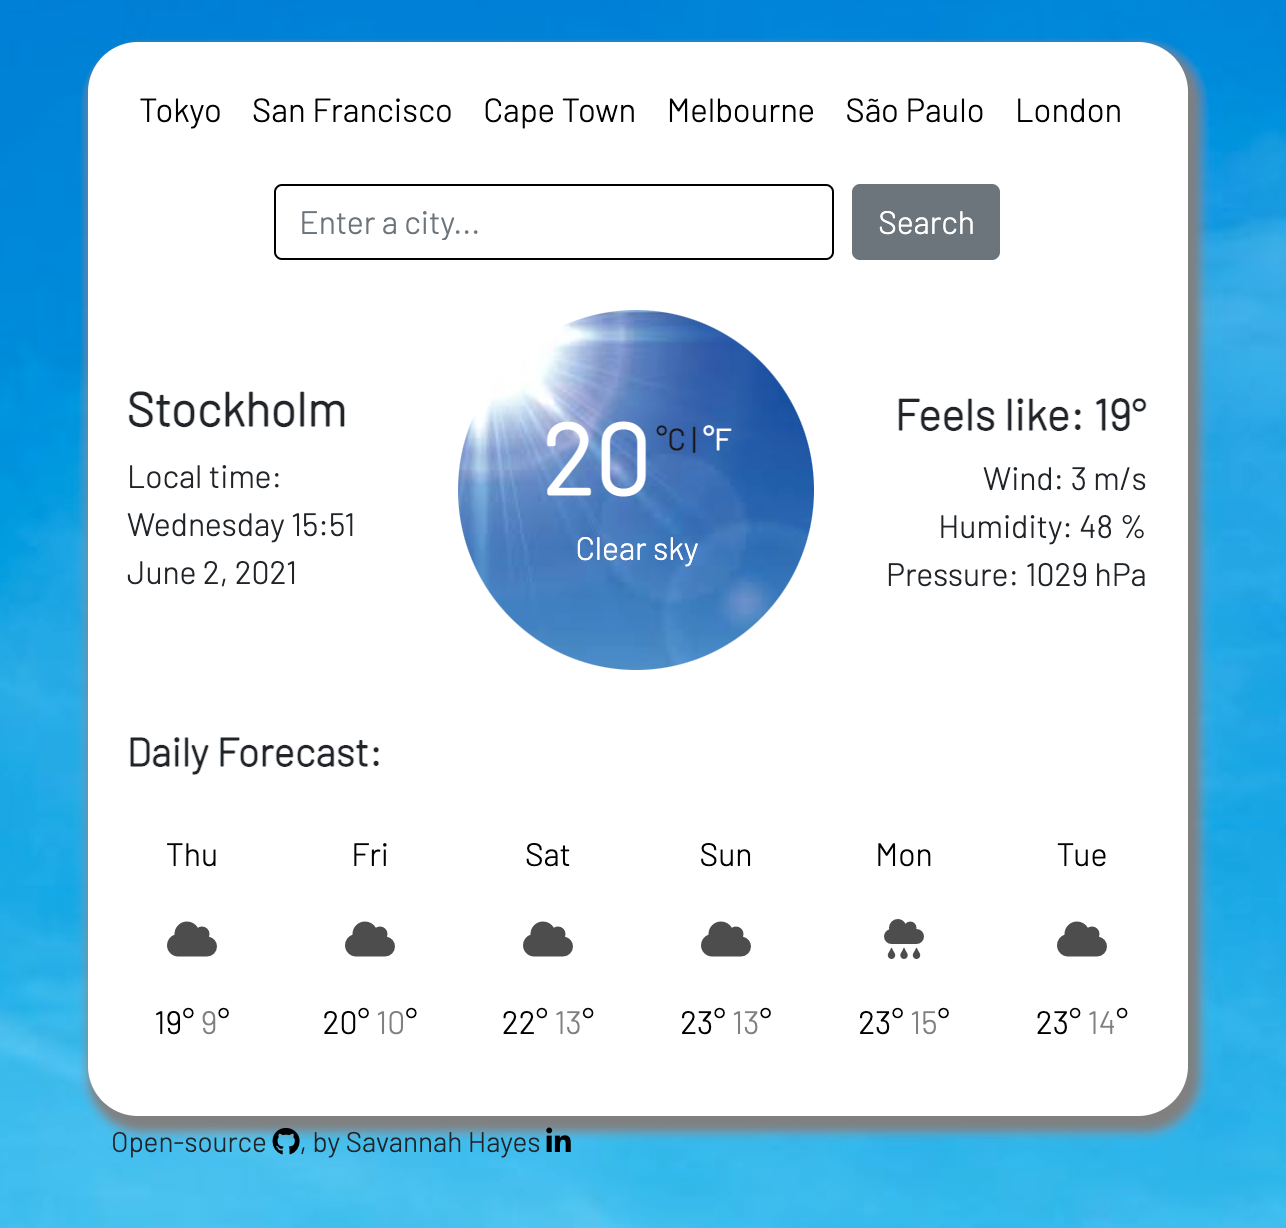 Tokyo San Francisco Cape Town Melbourne São Paulo London
Enter a city... Search
Stockholm
Local time:
Wednesday 15:51
June 2, 2021
20 °C | °F
Clear sky
Feels like: 19°
Wind: 3 m/s
Humidity: 48 %
Pressure: 1029 hPa
Daily Forecast:
Thu Fri Sat Sun Mon Tue
19° 9° 20° 10° 22° 13° 23° 13° 23° 15° 23° 14°
Open-source , by Savannah Hayes in